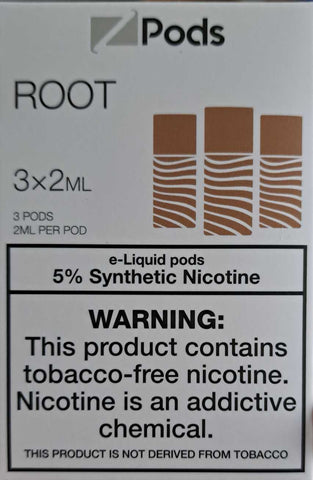 ZPods
ROOT
3×2ML
3 PODS
2ML PER POD
e-Liquid pods
5% Synthetic Nicotine
WARNING:
This product contains
tobacco-free nicotine.
Nicotine is an addictive
chemical.
THIS PRODUCT IS NOT DERIVED FROM TOBACCO